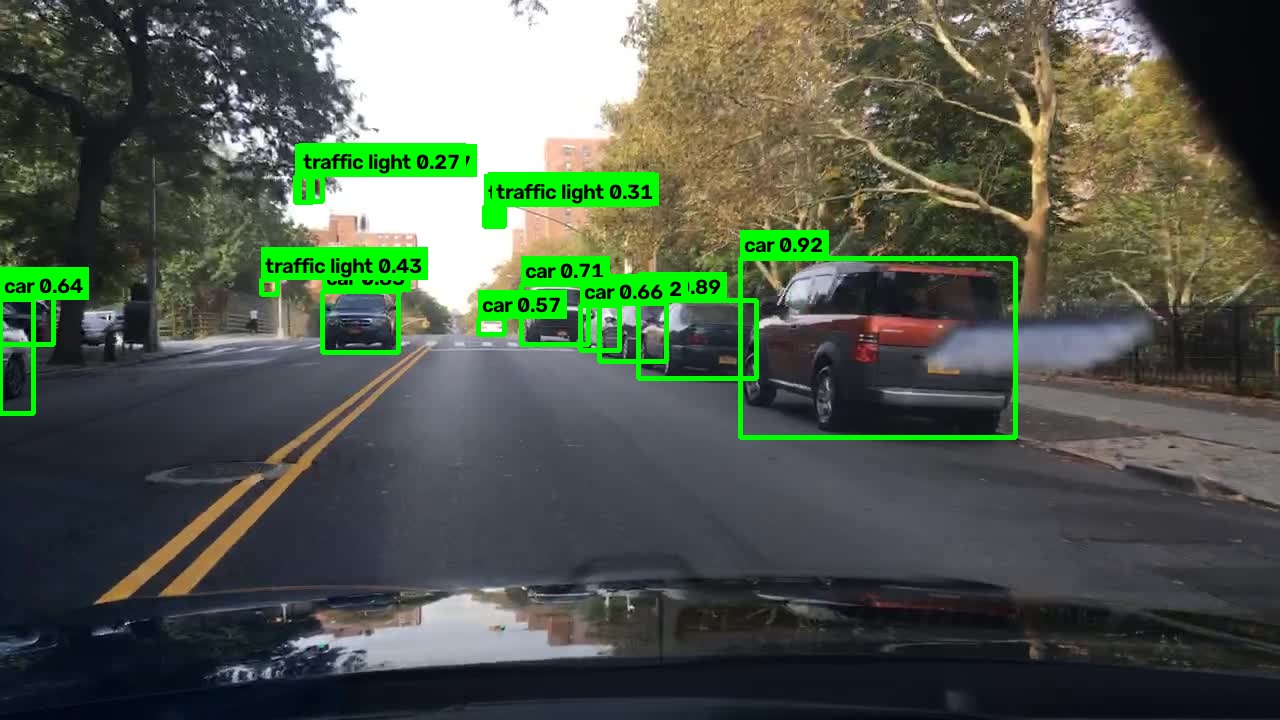 traffic light 0.27
traffic light 0.31
car 0.92
traffic light 0.43
car 0.71
car 0.64
car 0.66
.89
car 0.57